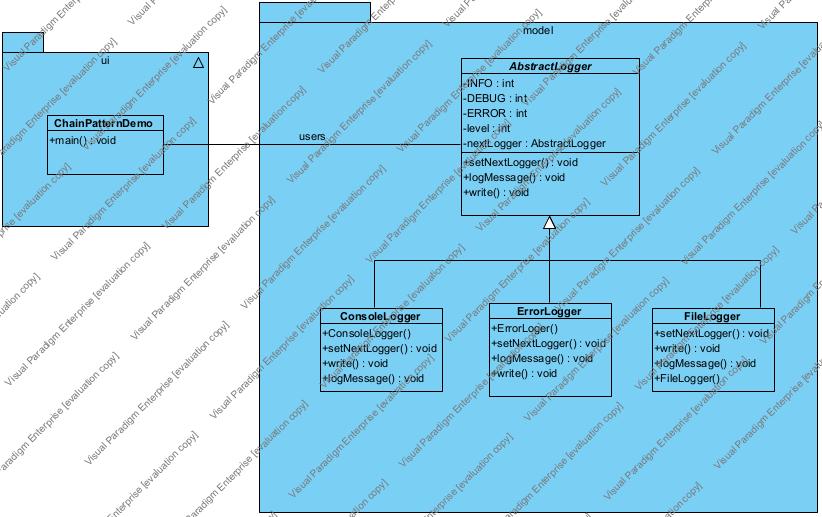 ui
ChainPatternDemo
+main() : void
users
model
AbstractLogger
-INFO : int
-DEBUG : int
-ERROR : int
-level : int
-nextLogger : AbstractLogger
+setNextLogger() : void
+logMessage() : void
+write() : void
ConsoleLogger
+ConsoleLogger()
+setNextLogger() : void
+write() : void
+logMessage() : void
ErrorLogger
+ErrorLoger()
+setNextLogger() : void
+logMessage() : void
+write() : void
FileLogger
+setNextLogger() : void
+write() : void
+logMessage() : void
+FileLogger()
Visual Paradigm Enterprise [evaluation copy]